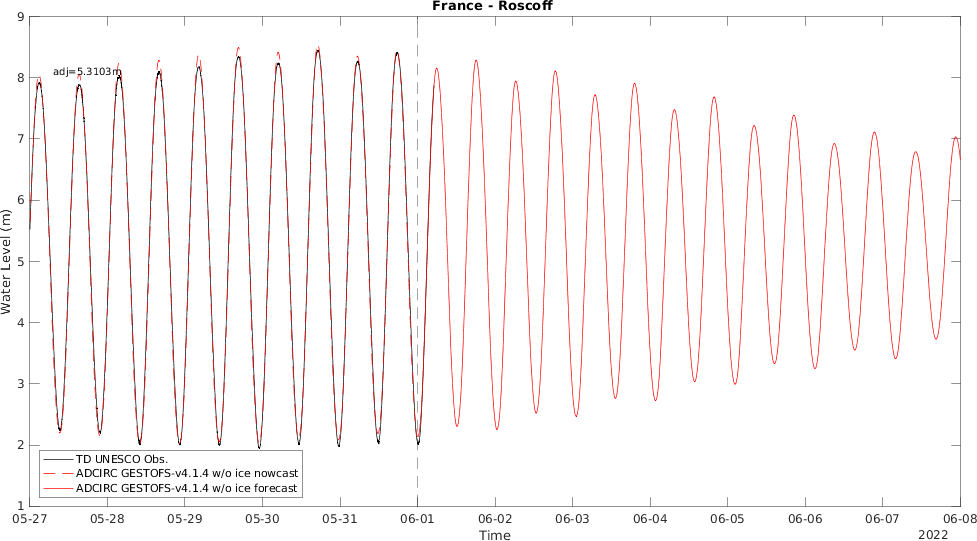 France - Roscoff
9
8
7
6
5
4
3
2
1
Water Level (m)
adj=5.3103m
TD UNESCO Obs.
ADCIRC GESTOFS-v4.1.4 w/o ice nowcast
ADCIRC GESTOFS-v4.1.4 w/o ice forecast
05-27 05-28 05-29 05-30 05-31 06-01 06-02 06-03 06-04 06-05 06-06 06-07 06-08
Time
2022